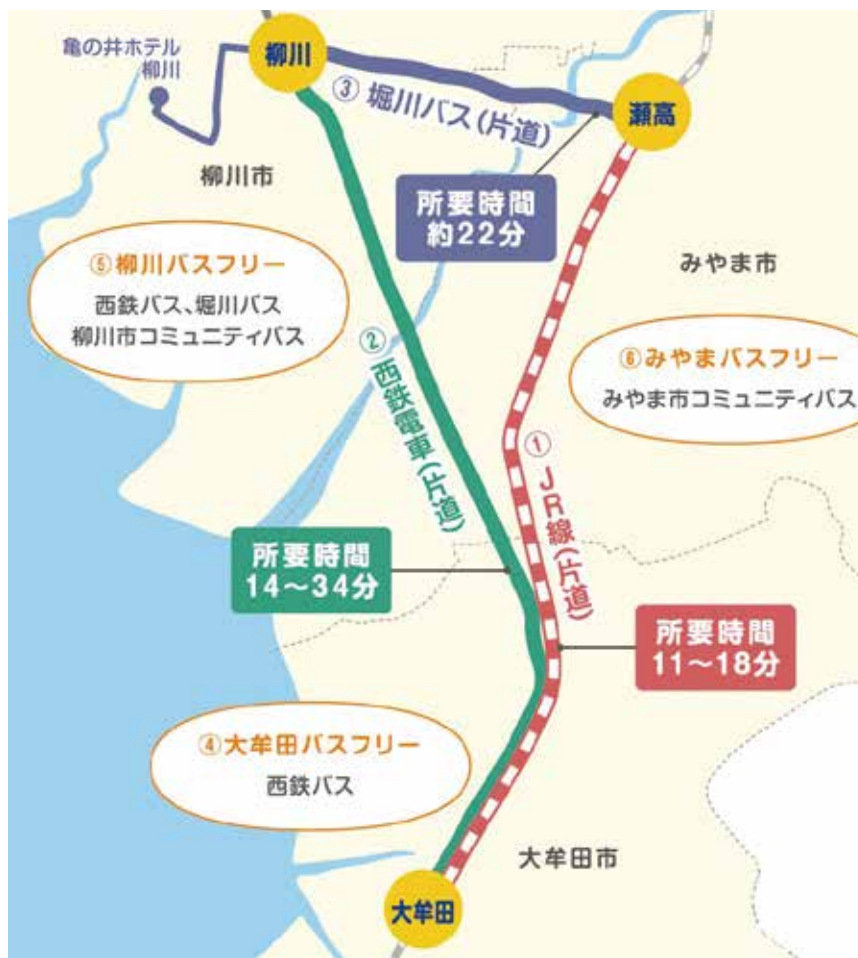 亀の井ホテル
柳川
柳川
③ 堀川バス(片道)
瀬高
柳川市
所要時間
約22分
⑤柳川バスフリー
西鉄バス、堀川バス
柳川市コミュニティバス
みやま市
⑥みやまバスフリー
みやま市コミュニティバス
② 西鉄電車(片道)
① JR線(片道)
所要時間
14〜34分
所要時間
11〜18分
④大牟田バスフリー
西鉄バス
大牟田市
大牟田